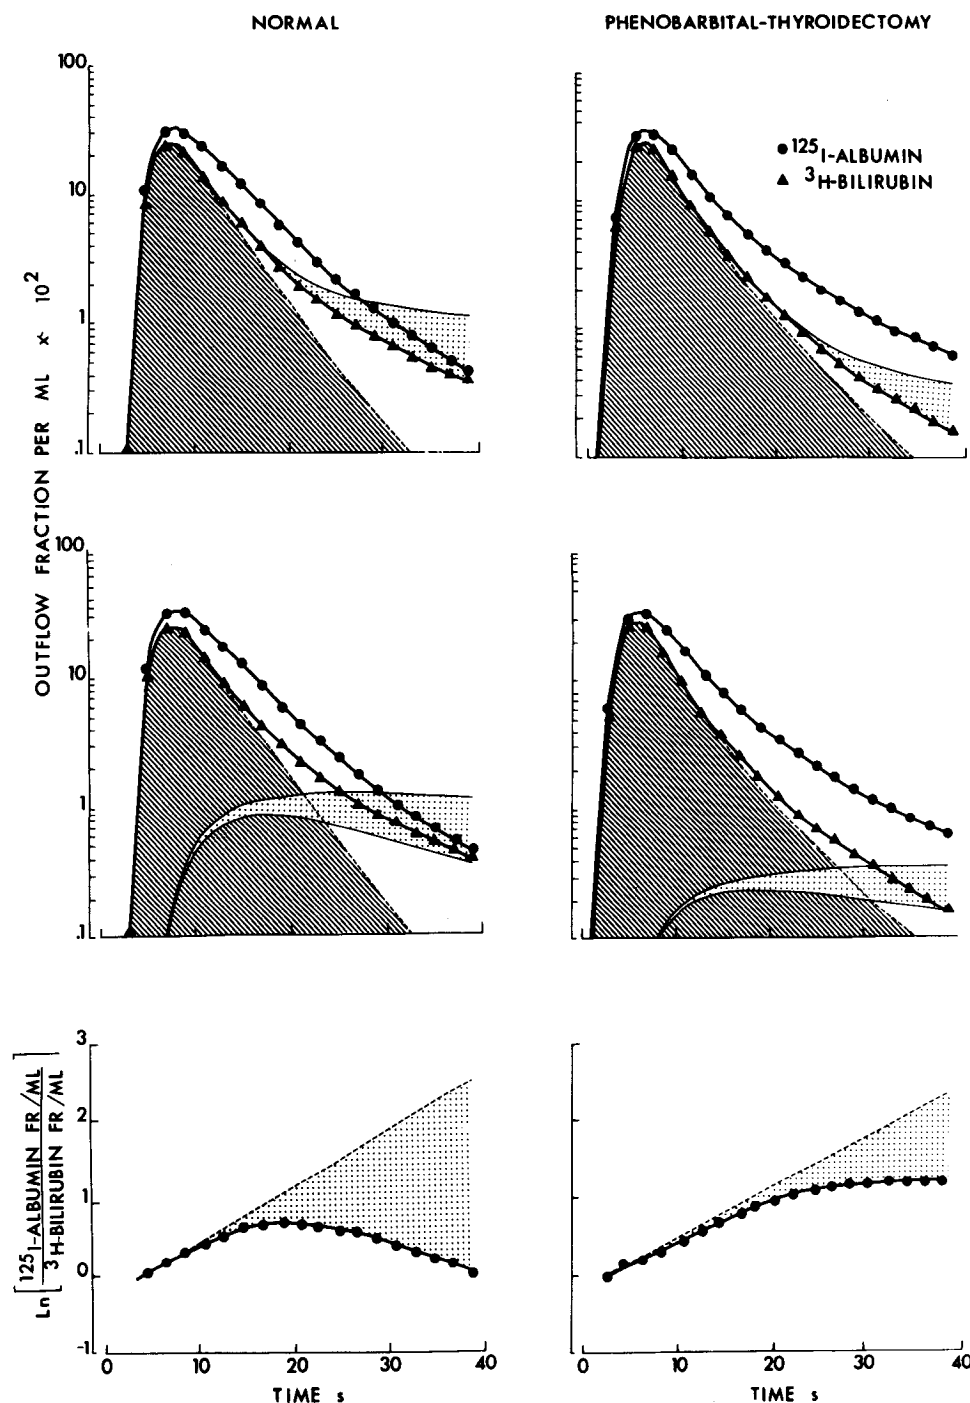 NORMAL
PHENOBARBITAL-THYROIDECTOMY
OUTFLOW FRACTION PER ML x 10²
100
10
1
.1
125I-ALBUMIN
3H-BILIRUBIN
100
10
1
.1
Ln [125I-ALBUMIN FR/ML
3H-BILIRUBIN FR/ML]
3
2
1
0
-1
0 10 20 30 40
TIME s
0 10 20 30 40
TIME s